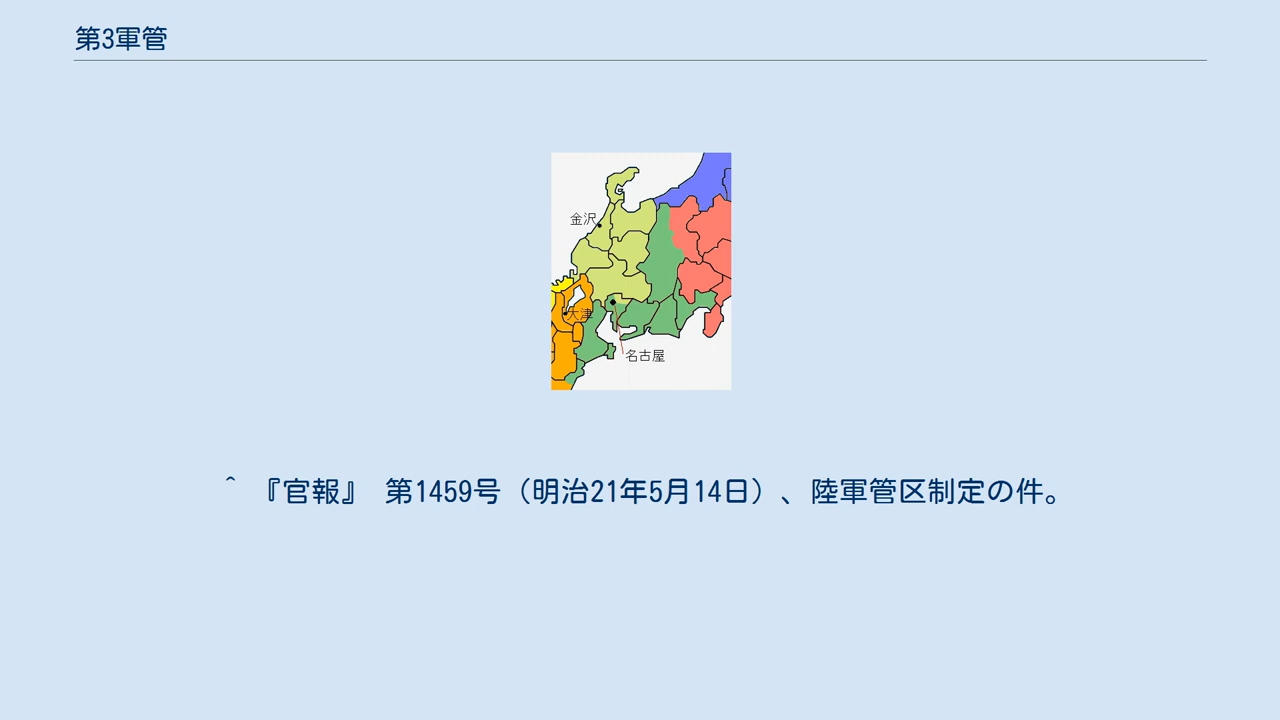 第3軍管
金沢
大津
名古屋
^ 『官報』 第1459号（明治21年5月14日）、陸軍管区制定の件。